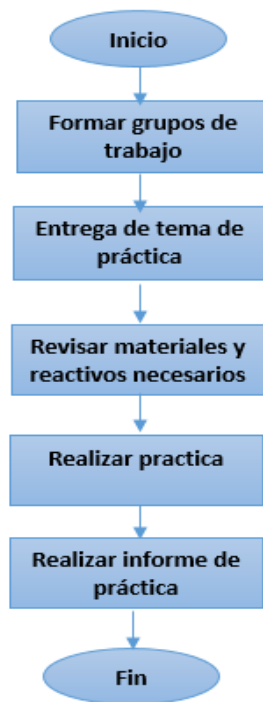 Inicio
Formar grupos de
trabajo
Entrega de tema de
práctica
Revisar materiales y
reactivos necesarios
Realizar practica
Realizar informe de
práctica
Fin